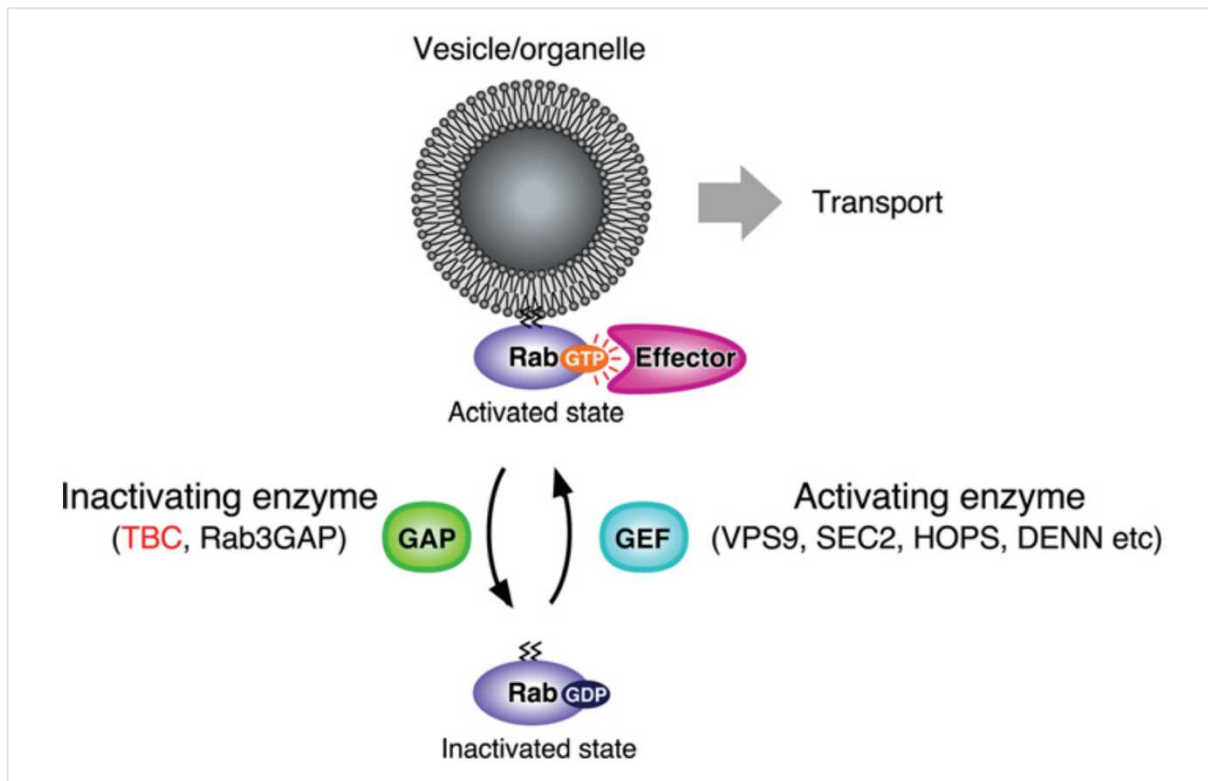 Vesicle/organelle
Transport
Rab GTP Effector
Activated state
Inactivating enzyme
(TBC, Rab3GAP)
GAP
GEF
Activating enzyme
(VPS9, SEC2, HOPS, DENN etc)
Rab GDP
Inactivated state